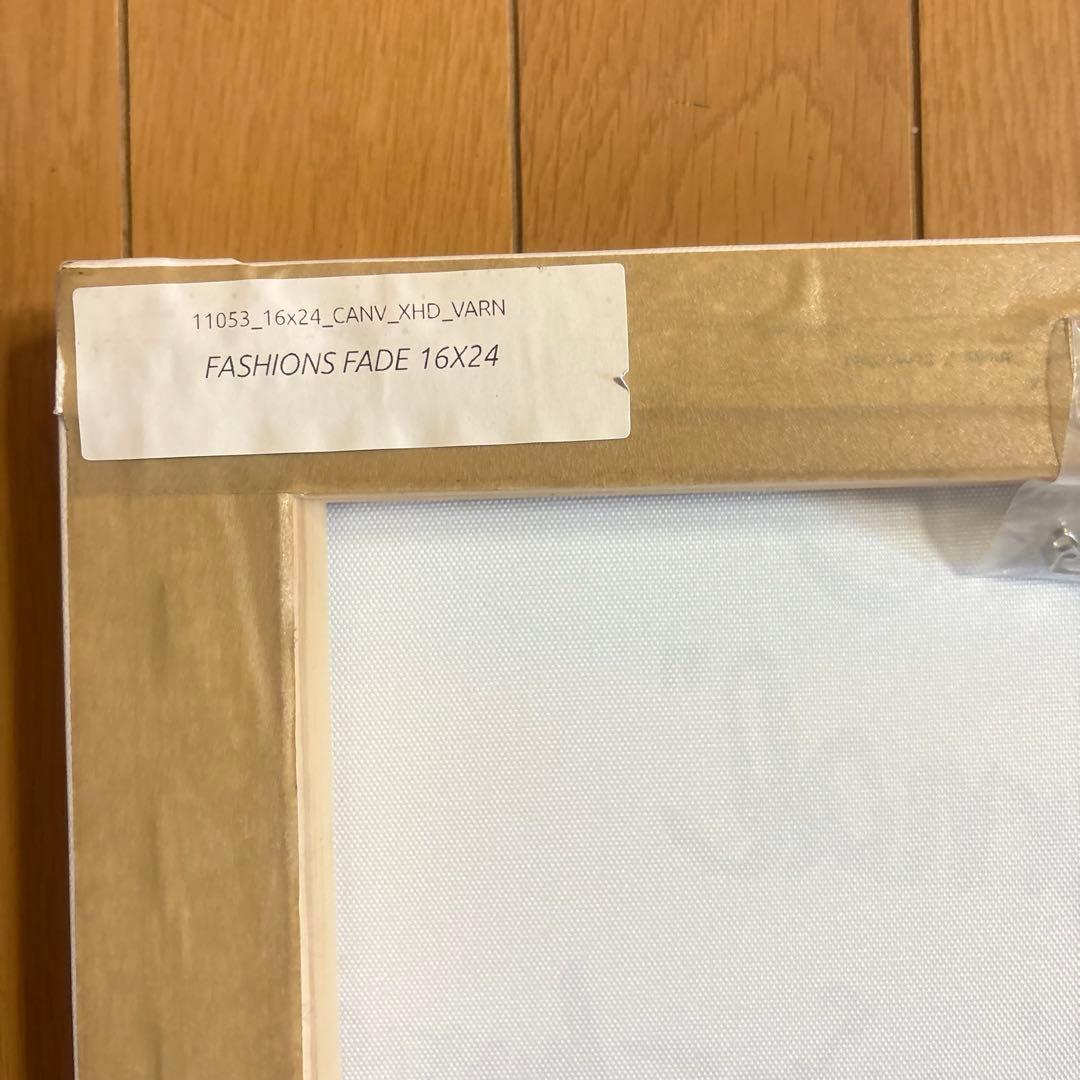 11053_16x24_CANV_XHD_VARN
FASHIONS FADE 16X24